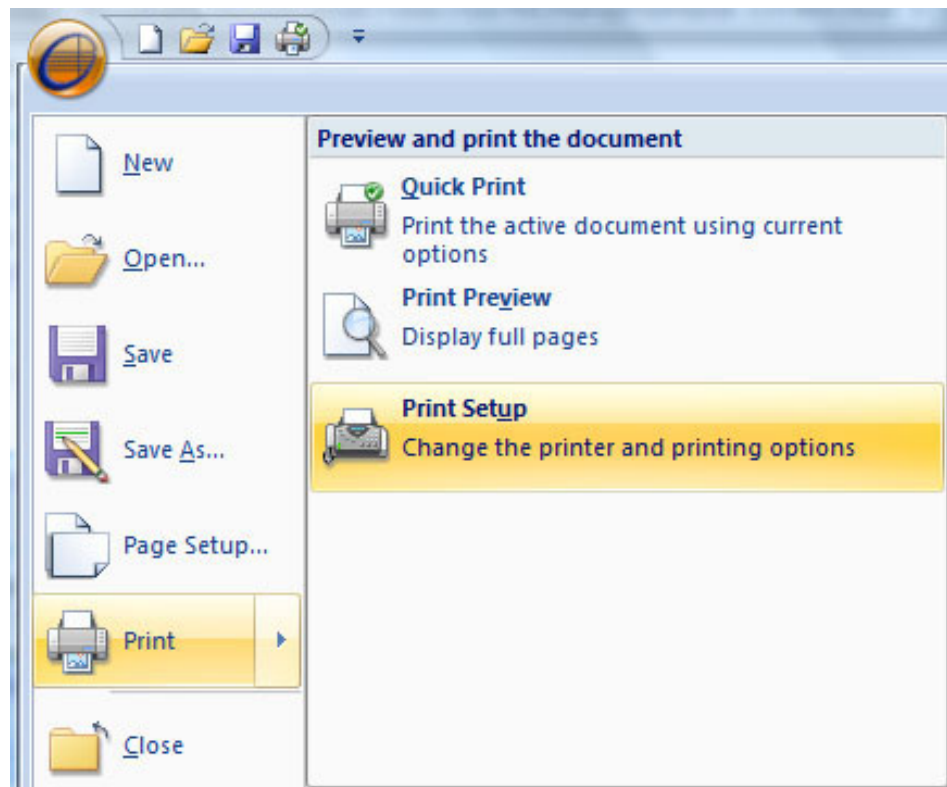 New
Open...
Save
Save As...
Page Setup...
Print
Close
Preview and print the document
Quick Print
Print the active document using current
options
Print Preview
Display full pages
Print Setup
Change the printer and printing options